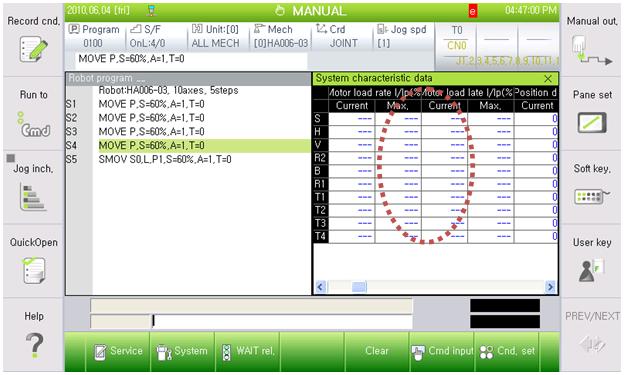 2010.06.04 [fri] MANUAL e 04:47:00 PM
Record cnd.
Manual out.
Program S/F Unit:[0] Mech Crd Jog spd T0
0100 OnL:4/0 ALL MECH [0]HA006-03 JOINT [1] CN0
J1 2 3 4 5 6 7 8 9 10 11
MOVE P,S=60%,A=1,T=0
Robot program __
Robot:HA006-03, 10axes, 5steps
S1 MOVE P,S=60%,A=1,T=0
S2 MOVE P,S=60%,A=1,T=0
S3 MOVE P,S=60%,A=1,T=0
S4 MOVE P,S=60%,A=1,T=0
S5 SMOV S0,L,P1,S=60%,A=1,T=0
System characteristic data
Motor load rate I/Ip(% Motor load late I/Ip(% Position d
Current Max. Current Max. Current
S --- --- --- --- 0
H --- --- --- --- 0
V --- --- --- --- 0
R2 --- --- --- --- 0
B --- --- --- --- 0
R1 --- --- --- --- 0
T1 --- --- --- --- 0
T2 --- --- --- --- 0
T3 --- --- --- --- 0
T4 --- --- --- --- 0
Run to
Cmd
Jog inch.
QuickOpen
Help
?
Pane set
Soft key.
User key
PREV/NEXT
Service
System
WAIT rel.
Clear
Cmd input
Cnd. set